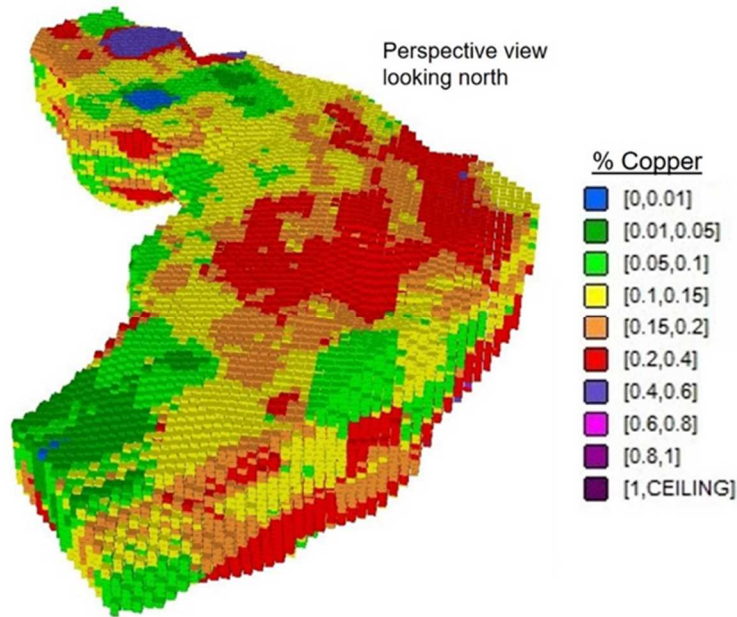 Perspective view
looking north
% Copper
[0,0.01]
[0.01,0.05]
[0.05,0.1]
[0.1,0.15]
[0.15,0.2]
[0.2,0.4]
[0.4,0.6]
[0.6,0.8]
[0.8,1]
[1,CEILING]